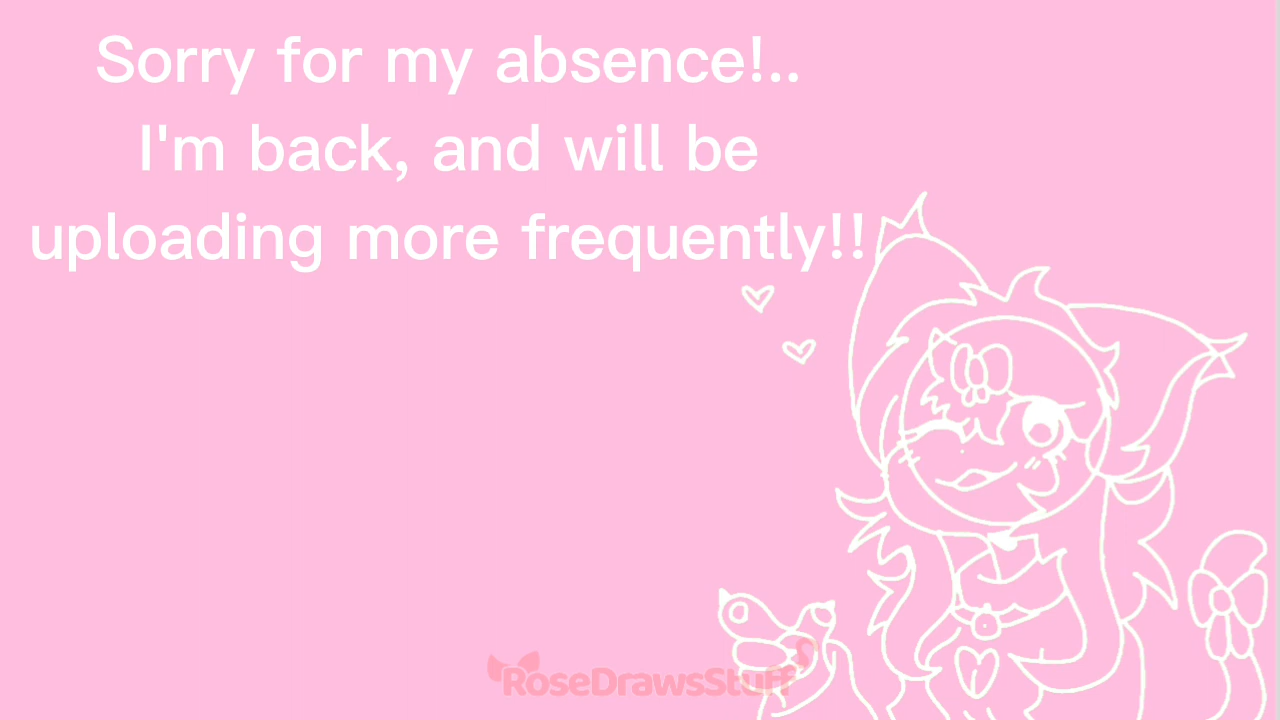 Sorry for my absence!..
I'm back, and will be
uploading more frequently!!
RoseDrawsStuff